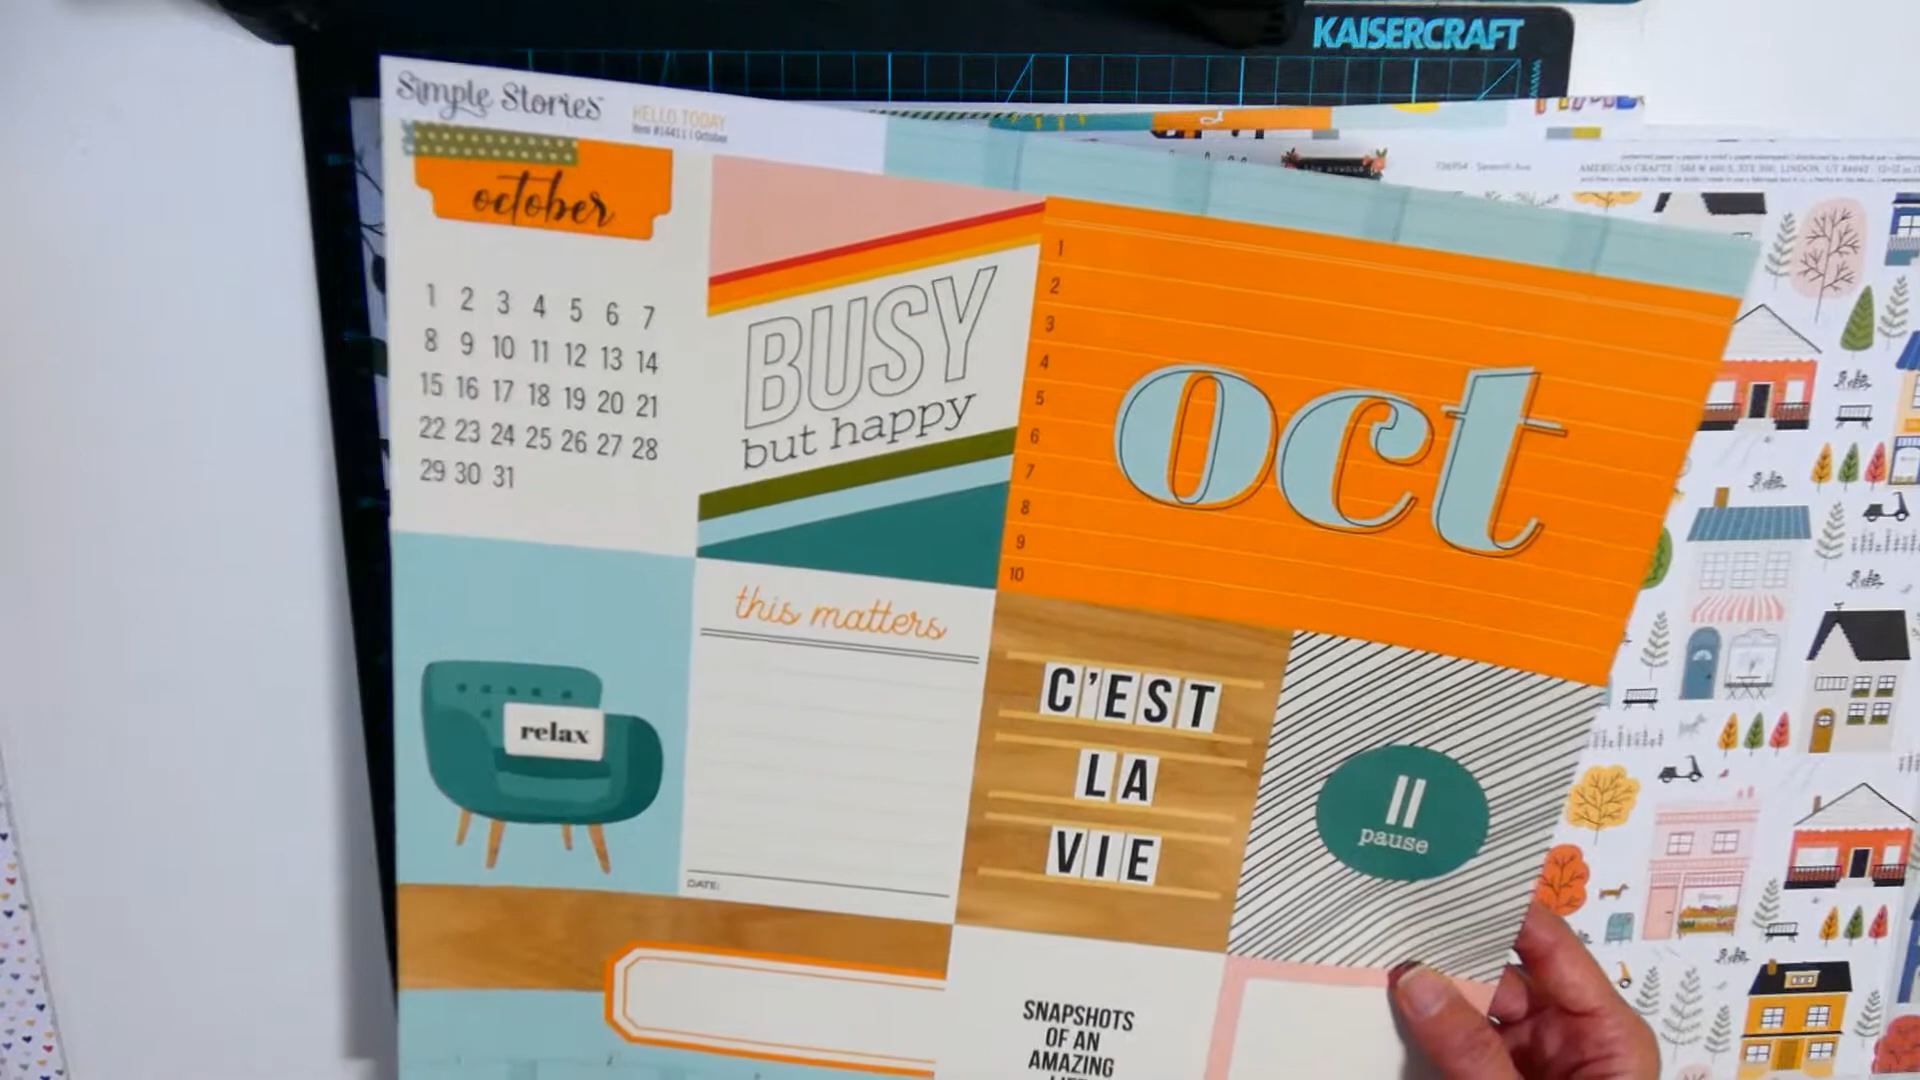 KAISERCRAFT
Simple Stories
HELLO TODAY
Item #14411 | October
october
1 2 3 4 5 6 7
8 9 10 11 12 13 14
15 16 17 18 19 20 21
22 23 24 25 26 27 28
29 30 31
BUSY
but happy
1
2
3
4
5
6
7
8
9
10
oct
relax
this matters
DATE:
C'EST
LA
VIE
pause
SNAPSHOTS
OF AN
AMAZING